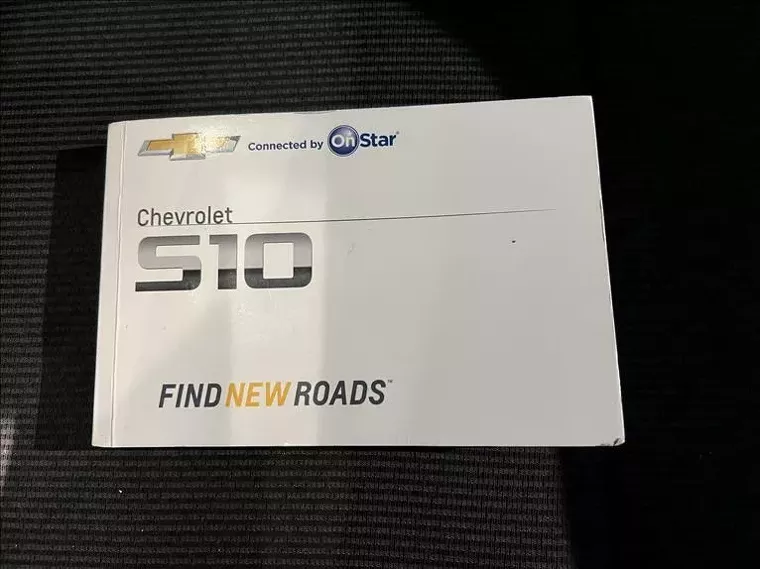 Connected by OnStar®
Chevrolet
S10
FIND NEW ROADS™